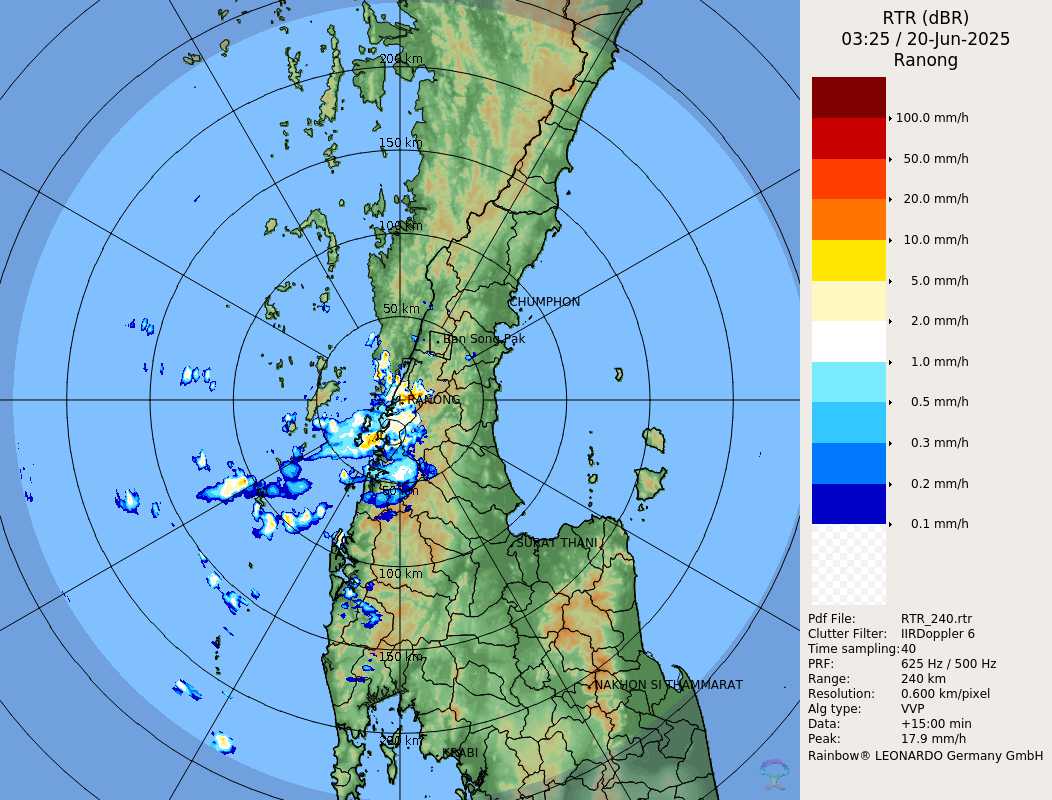 RTR (dBR)
03:25 / 20-Jun-2025
Ranong
100.0 mm/h
50.0 mm/h
20.0 mm/h
10.0 mm/h
5.0 mm/h
2.0 mm/h
1.0 mm/h
0.5 mm/h
0.3 mm/h
0.2 mm/h
0.1 mm/h
Pdf File: RTR_240.rtr
Clutter Filter: IIRDoppler 6
Time sampling: 40
PRF: 625 Hz / 500 Hz
Range: 240 km
Resolution: 0.600 km/pixel
Alg type: VVP
Data: +15:00 min
Peak: 17.9 mm/h
Rainbow® LEONARDO Germany GmbH
200 km
150 km
100 km
50 km
CHUMPHON
Ban Song Pak
RANONG
50 km
SURAT THANI
100 km
150 km
NAKHON SI THAMMARAT
200 km
KRABI